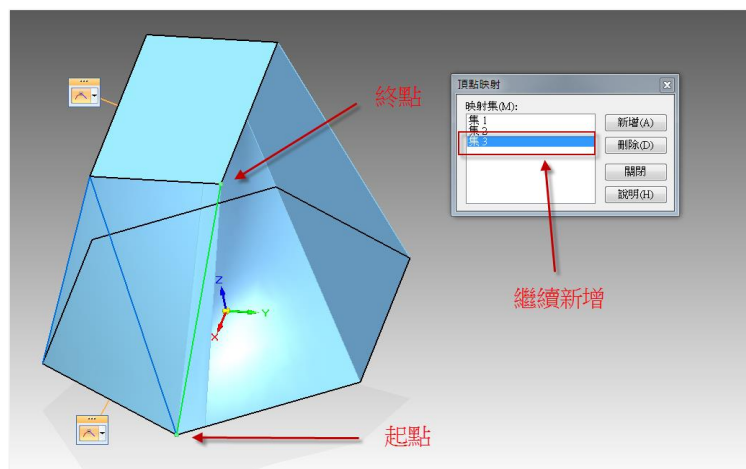 終點
頂點映射
映射集(M):
集 1
集 2
集 3
新增(A)
刪除(D)
關閉
說明(H)
繼續新增
Z
Y
X
起點